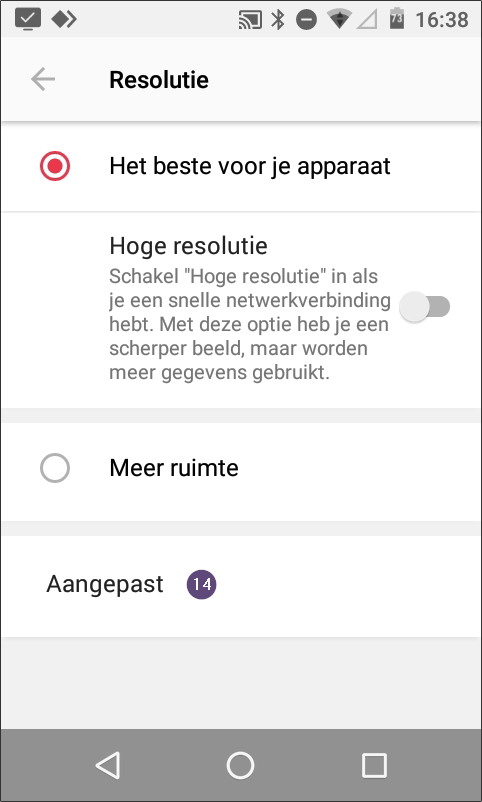 73 16:38
Resolutie
Het beste voor je apparaat
Hoge resolutie
Schakel "Hoge resolutie" in als
je een snelle netwerkverbinding
hebt. Met deze optie heb je een
scherper beeld, maar worden
meer gegevens gebruikt.
Meer ruimte
Aangepast 14